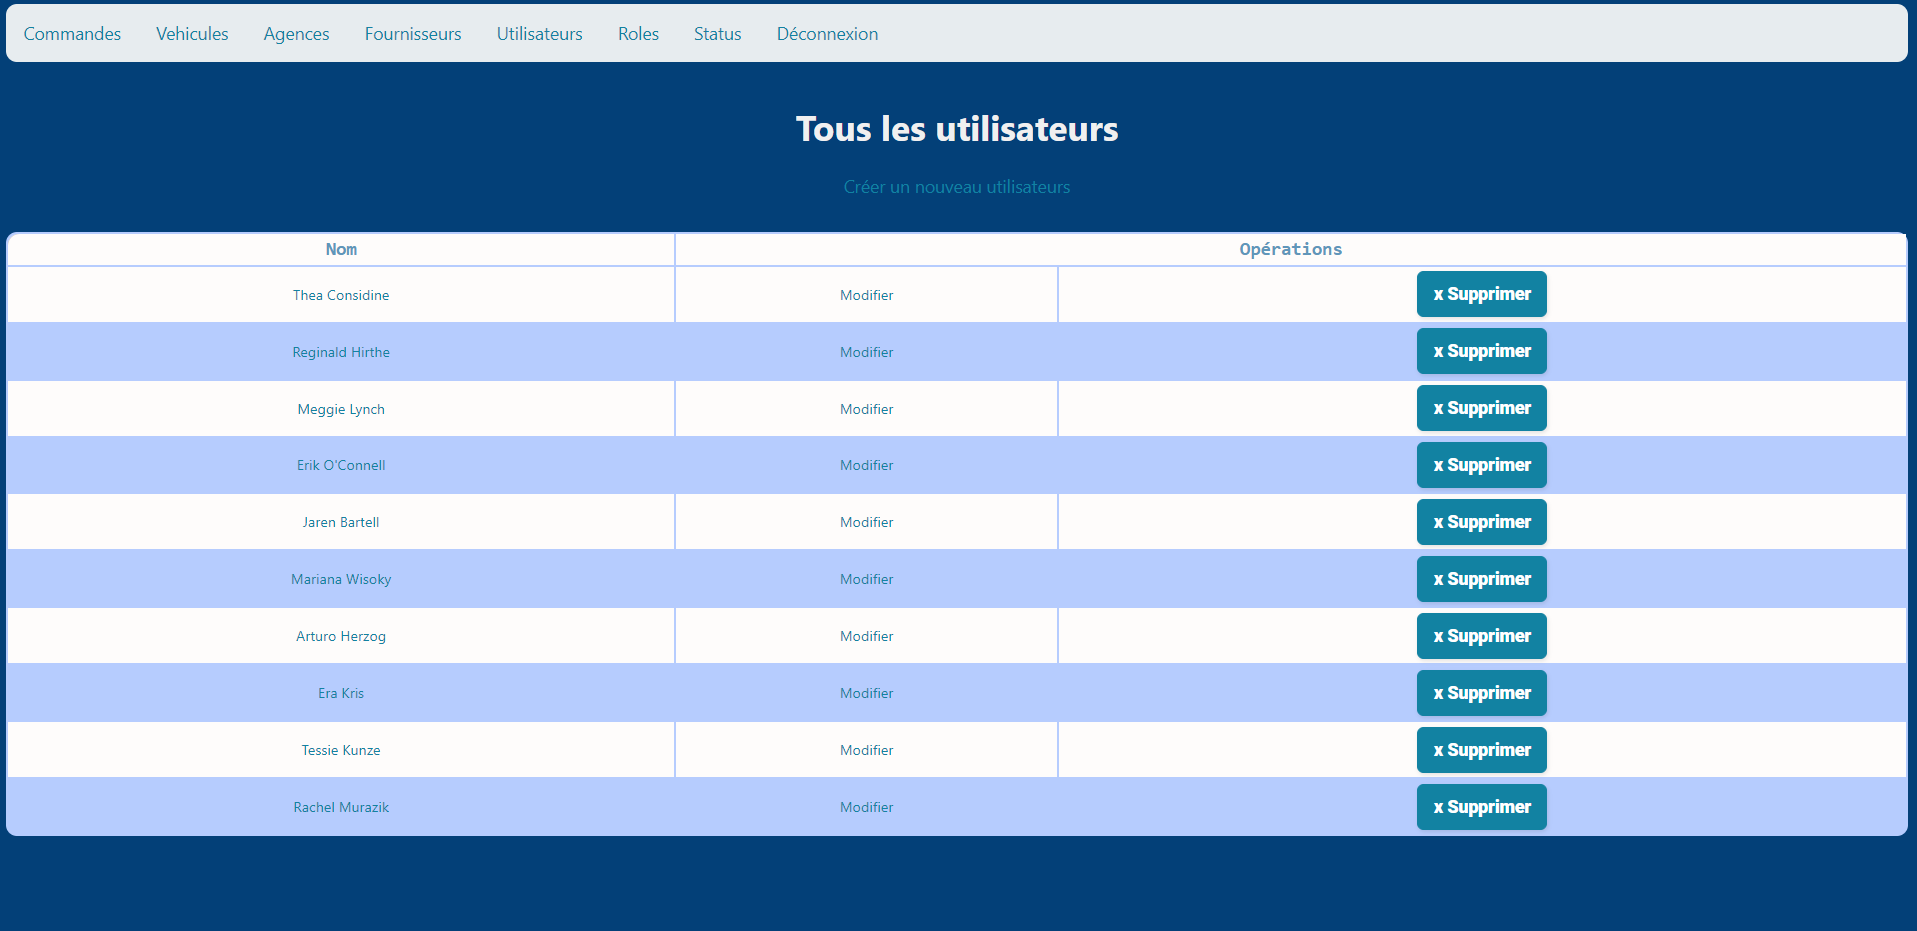 Commandes Vehicules Agences Fournisseurs Utilisateurs Roles Status Déconnexion
Tous les utilisateurs
Créer un nouveau utilisateurs
Nom Opérations
Thea Considine Modifier x Supprimer
Reginald Hirthe Modifier x Supprimer
Meggie Lynch Modifier x Supprimer
Erik O'Connell Modifier x Supprimer
Jaren Bartell Modifier x Supprimer
Mariana Wisoky Modifier x Supprimer
Arturo Herzog Modifier x Supprimer
Era Kris Modifier x Supprimer
Tessie Kunze Modifier x Supprimer
Rachel Murazik Modifier x Supprimer